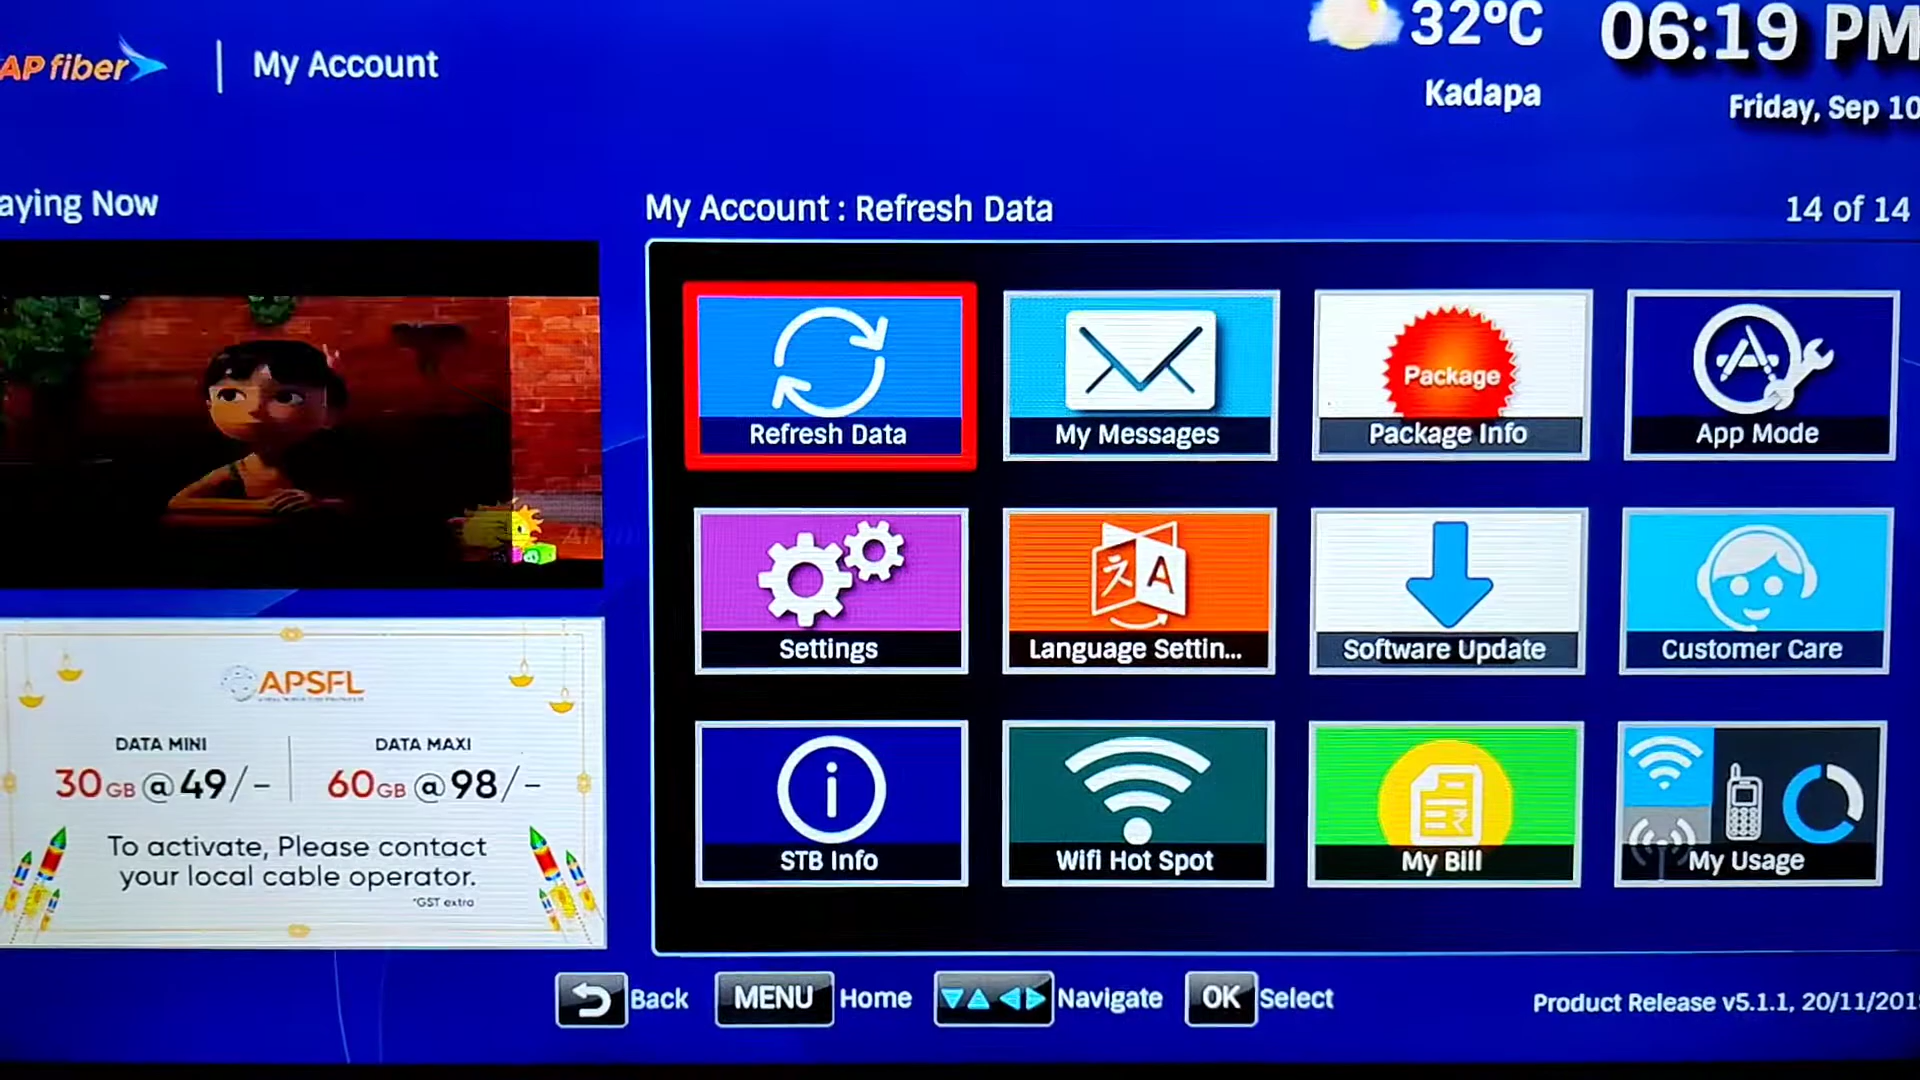 AP fiber
My Account
32°C
Kadapa
06:19 PM
Friday, Sep 10
aying Now
My Account : Refresh Data
14 of 14
Refresh Data
My Messages
Package
Package Info
App Mode
Settings
A
Language Settin...
Software Update
Customer Care
STB Info
Wifi Hot Spot
My Bill
My Usage
APSFL
DATA MINI
30GB@49/-
DATA MAXI
60GB@98/-
To activate, Please contact
your local cable operator.
*GST extra
Back
MENU Home
Navigate
OK Select
Product Release v5.1.1, 20/11/201